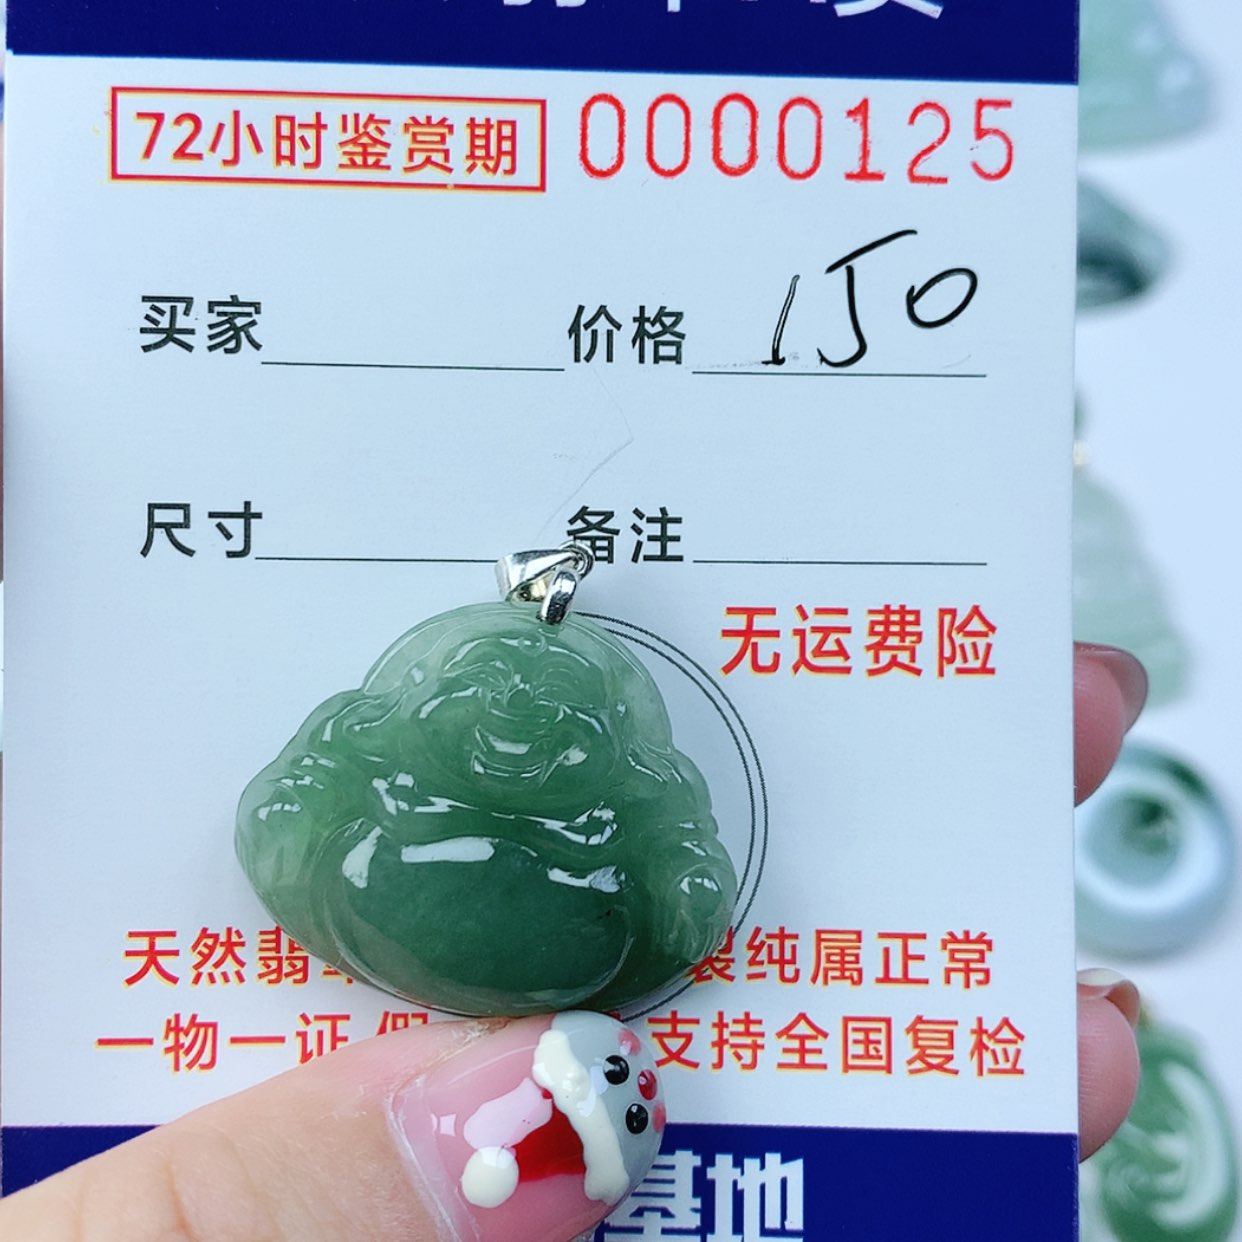 72小时鉴赏期 0000125
买家 价格 150
尺寸 备注
无运费险
天然翡 裂纯属正常
一物一证 假 支持全国复检
基地